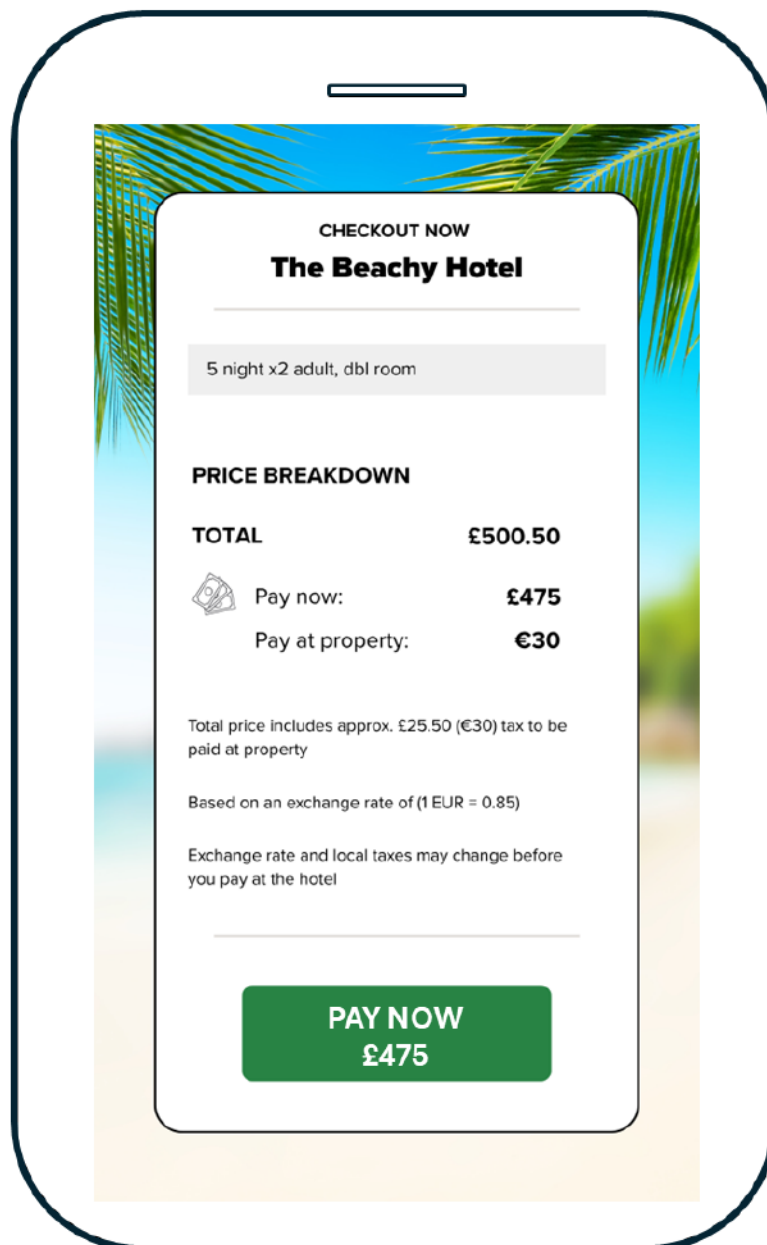 CHECKOUT NOW
The Beachy Hotel
5 night x2 adult, dbl room
PRICE BREAKDOWN
TOTAL £500.50
Pay now: £475
Pay at property: €30
Total price includes approx. £25.50 (€30) tax to be
paid at property
Based on an exchange rate of (1 EUR = 0.85)
Exchange rate and local taxes may change before
you pay at the hotel
PAY NOW
£475